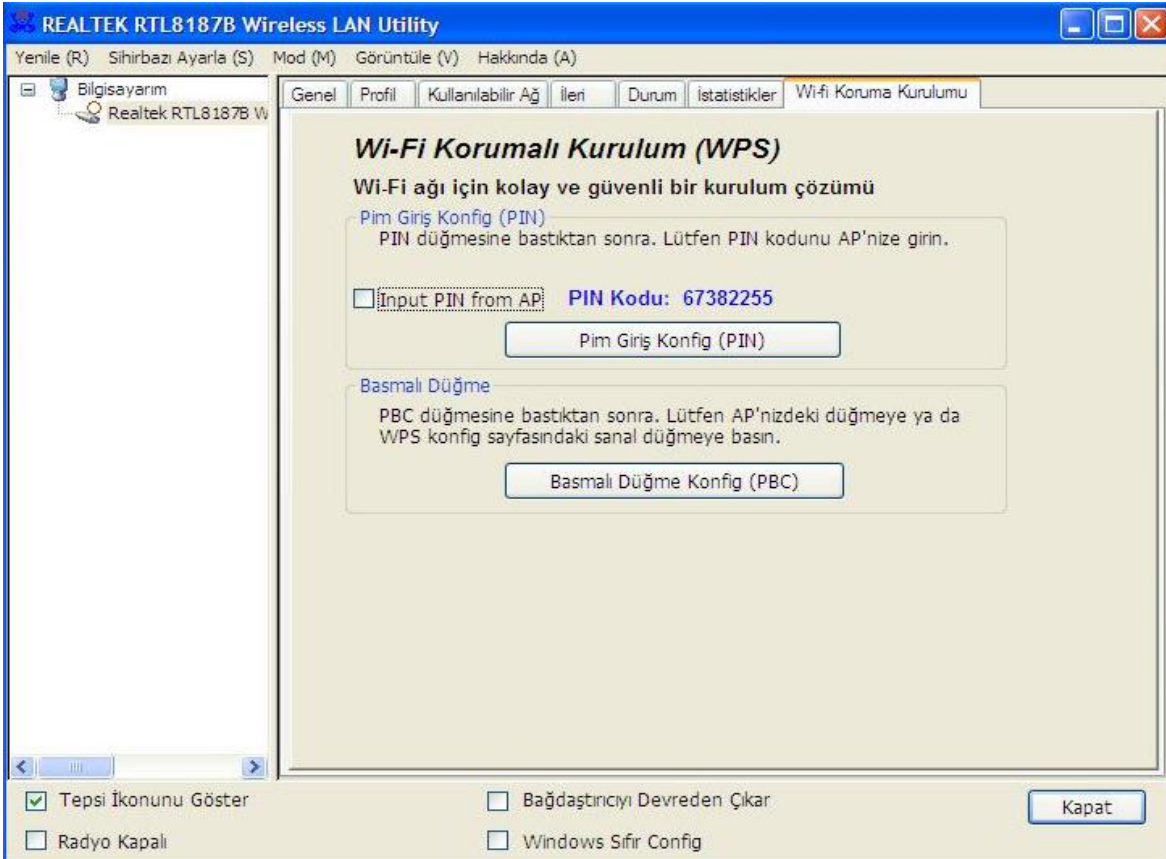 REALTEK RTL8187B Wireless LAN Utility
Yenile (R) Sihirbazı Ayarla (S) Mod (M) Görüntüle (V) Hakkında (A)
Bilgisayarım
Realtek RTL8187B W
Genel Profil Kullanılabilir Ağ İleri Durum İstatistikler Wi-fi Koruma Kurulumu
Wi-Fi Korumalı Kurulum (WPS)
Wi-Fi ağı için kolay ve güvenli bir kurulum çözümü
Pim Giriş Konfig (PIN)
PIN düğmesine bastıktan sonra. Lütfen PIN kodunu AP'nize girin.
Input PIN from AP PIN Kodu: 67382255
Pim Giriş Konfig (PIN)
Basmalı Düğme
PBC düğmesine bastıktan sonra. Lütfen AP'nizdeki düğmeye ya da
WPS konfig sayfasındaki sanal düğmeye basın.
Basmalı Düğme Konfig (PBC)
Tepsi İkonunu Göster Bağdaştırıcıyı Devreden Çıkar Kapat
Radyo Kapalı Windows Sıfır Config